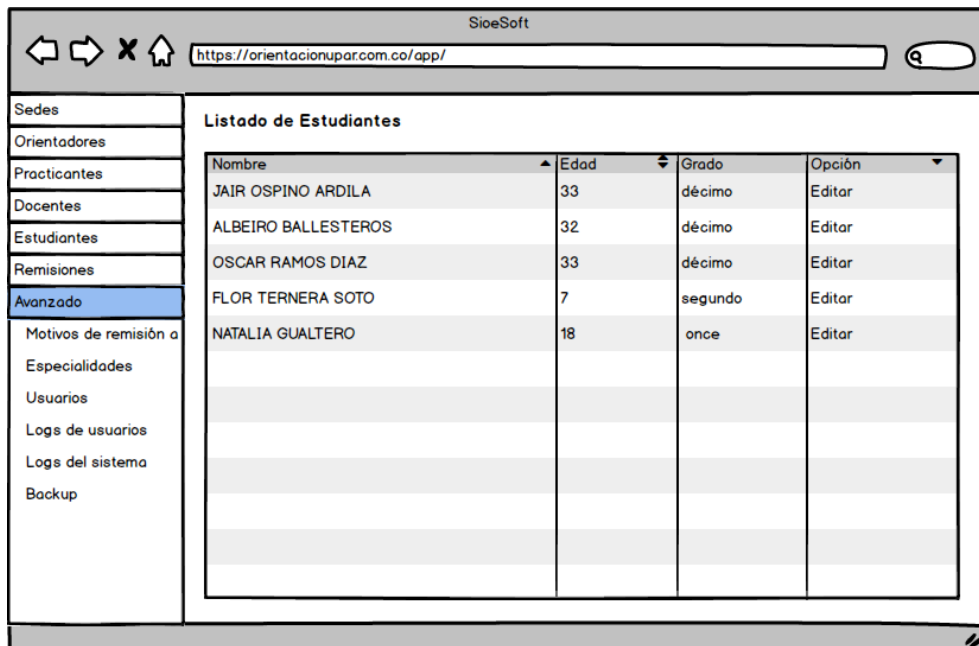 SioeSoft
https://orientacionupar.com.co/app/
Sedes
Orientadores
Practicantes
Docentes
Estudiantes
Remisiones
Avanzado
Motivos de remisión a
Especialidades
Usuarios
Logs de usuarios
Logs del sistema
Backup
Listado de Estudiantes
Nombre Edad Grado Opción
JAIR OSPINO ARDILA 33 décimo Editar
ALBEIRO BALLESTEROS 32 décimo Editar
OSCAR RAMOS DIAZ 33 décimo Editar
FLOR TERNERA SOTO 7 segundo Editar
NATALIA GUALTERO 18 once Editar